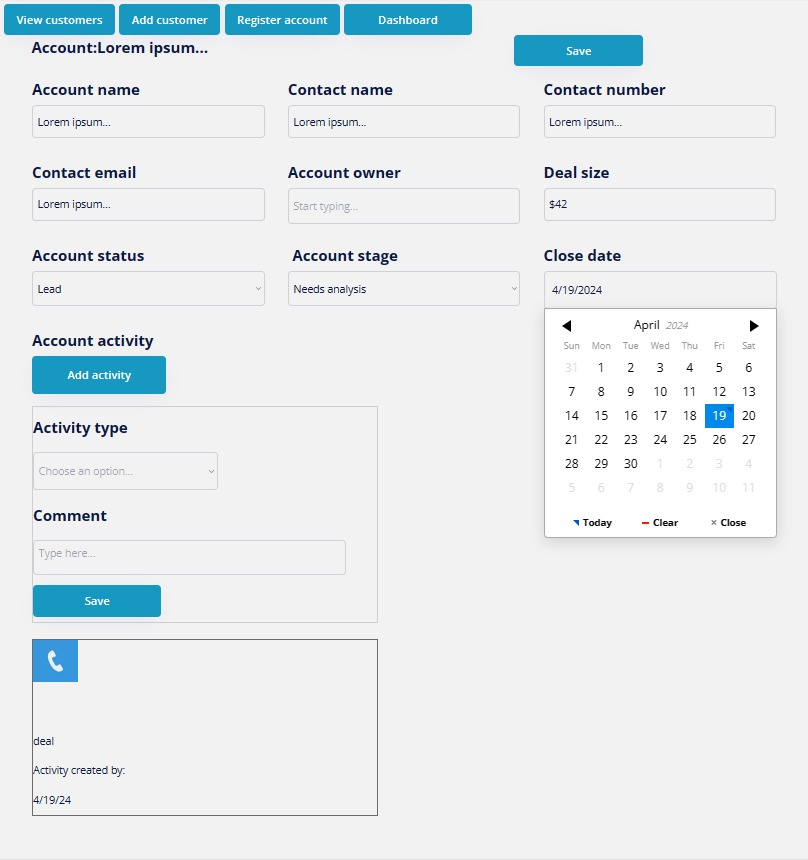 View customers Add customer Register account Dashboard
Account:Lorem ipsum... Save
Account name Contact name Contact number
Lorem ipsum... Lorem ipsum... Lorem ipsum...
Contact email Account owner Deal size
Lorem ipsum... Start typing... $42
Account status Account stage Close date
Lead Needs analysis 4/19/2024
April 2024
Sun Mon Tue Wed Thu Fri Sat
31 1 2 3 4 5 6
7 8 9 10 11 12 13
14 15 16 17 18 19 20
21 22 23 24 25 26 27
28 29 30 1 2 3 4
5 6 7 8 9 10 11
Today Clear Close
Account activity
Add activity
Activity type
Choose an option...
Comment
Type here...
Save
deal
Activity created by:
4/19/24